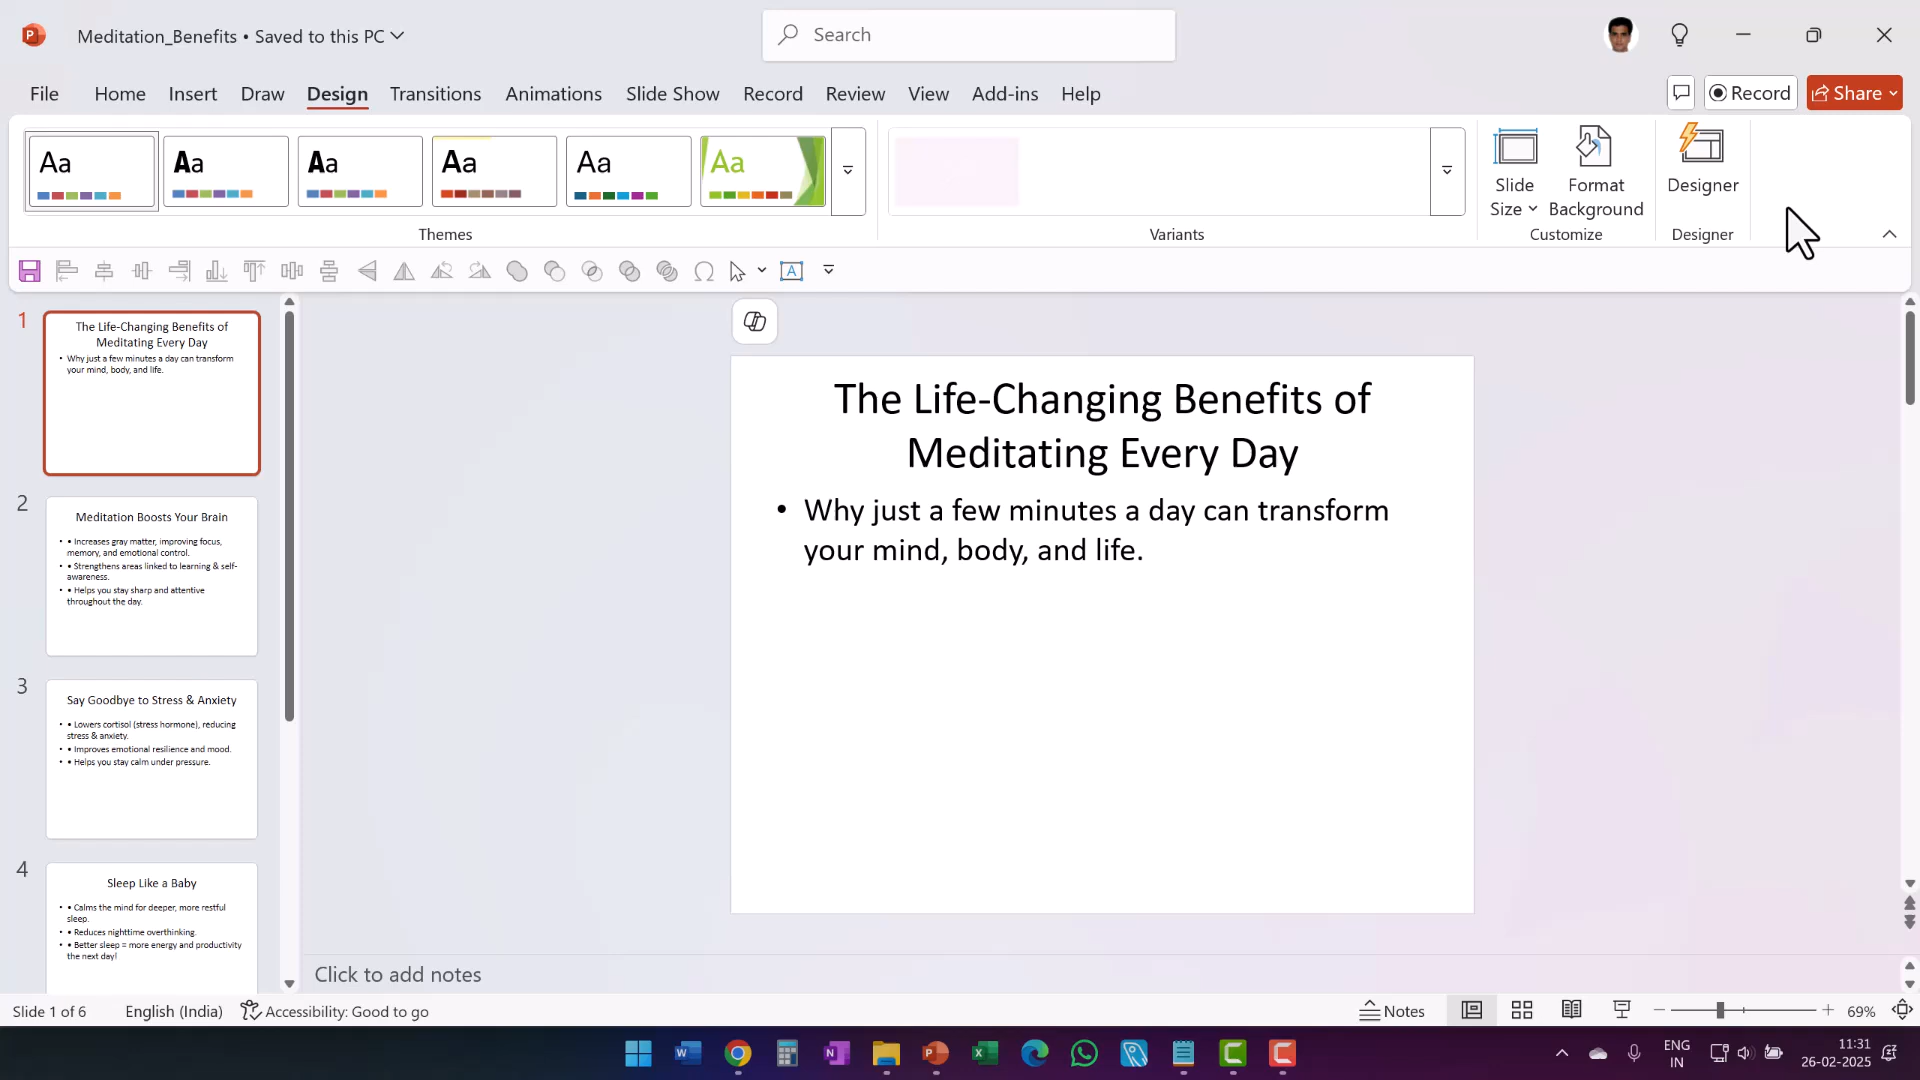 Meditation_Benefits • Saved to this PC
Search
File Home Insert Draw Design Transitions Animations Slide Show Record Review View Add-ins Help
Record
Share
Aa Aa Aa Aa Aa Aa
Slide Size
Format Background
Designer
Themes
Variants
Customize
Designer
1
The Life-Changing Benefits of
Meditating Every Day
• Why just a few minutes a day can transform
your mind, body, and life.
2
Meditation Boosts Your Brain
• • Increases gray matter, improving focus,
memory, and emotional control.
• • Strengthens areas linked to learning & self-
awareness.
• • Helps you stay sharp and attentive
throughout the day.
3
Say Goodbye to Stress & Anxiety
• • Lowers cortisol (stress hormone), reducing
stress & anxiety.
• • Improves emotional resilience and mood.
• • Helps you stay calm under pressure.
4
Sleep Like a Baby
• • Calms the mind for deeper, more restful
sleep.
• • Reduces nighttime overthinking.
• • Better sleep = more energy and productivity
the next day!
The Life-Changing Benefits of
Meditating Every Day
• Why just a few minutes a day can transform
your mind, body, and life.
Click to add notes
Slide 1 of 6
English (India)
Accessibility: Good to go
Notes
69%
ENG
IN
11:31
26-02-2025